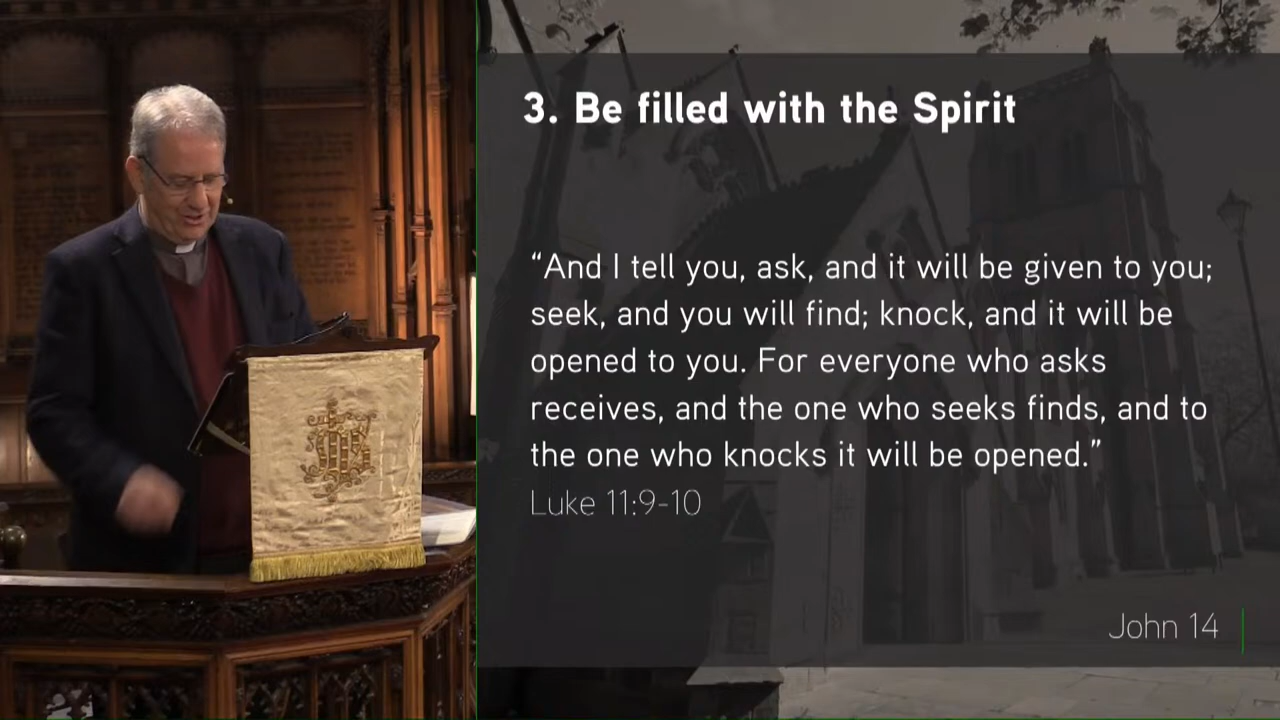 3. Be filled with the Spirit
“And I tell you, ask, and it will be given to you;
seek, and you will find; knock, and it will be
opened to you. For everyone who asks
receives, and the one who seeks finds, and to
the one who knocks it will be opened.”
Luke 11:9-10
John 14